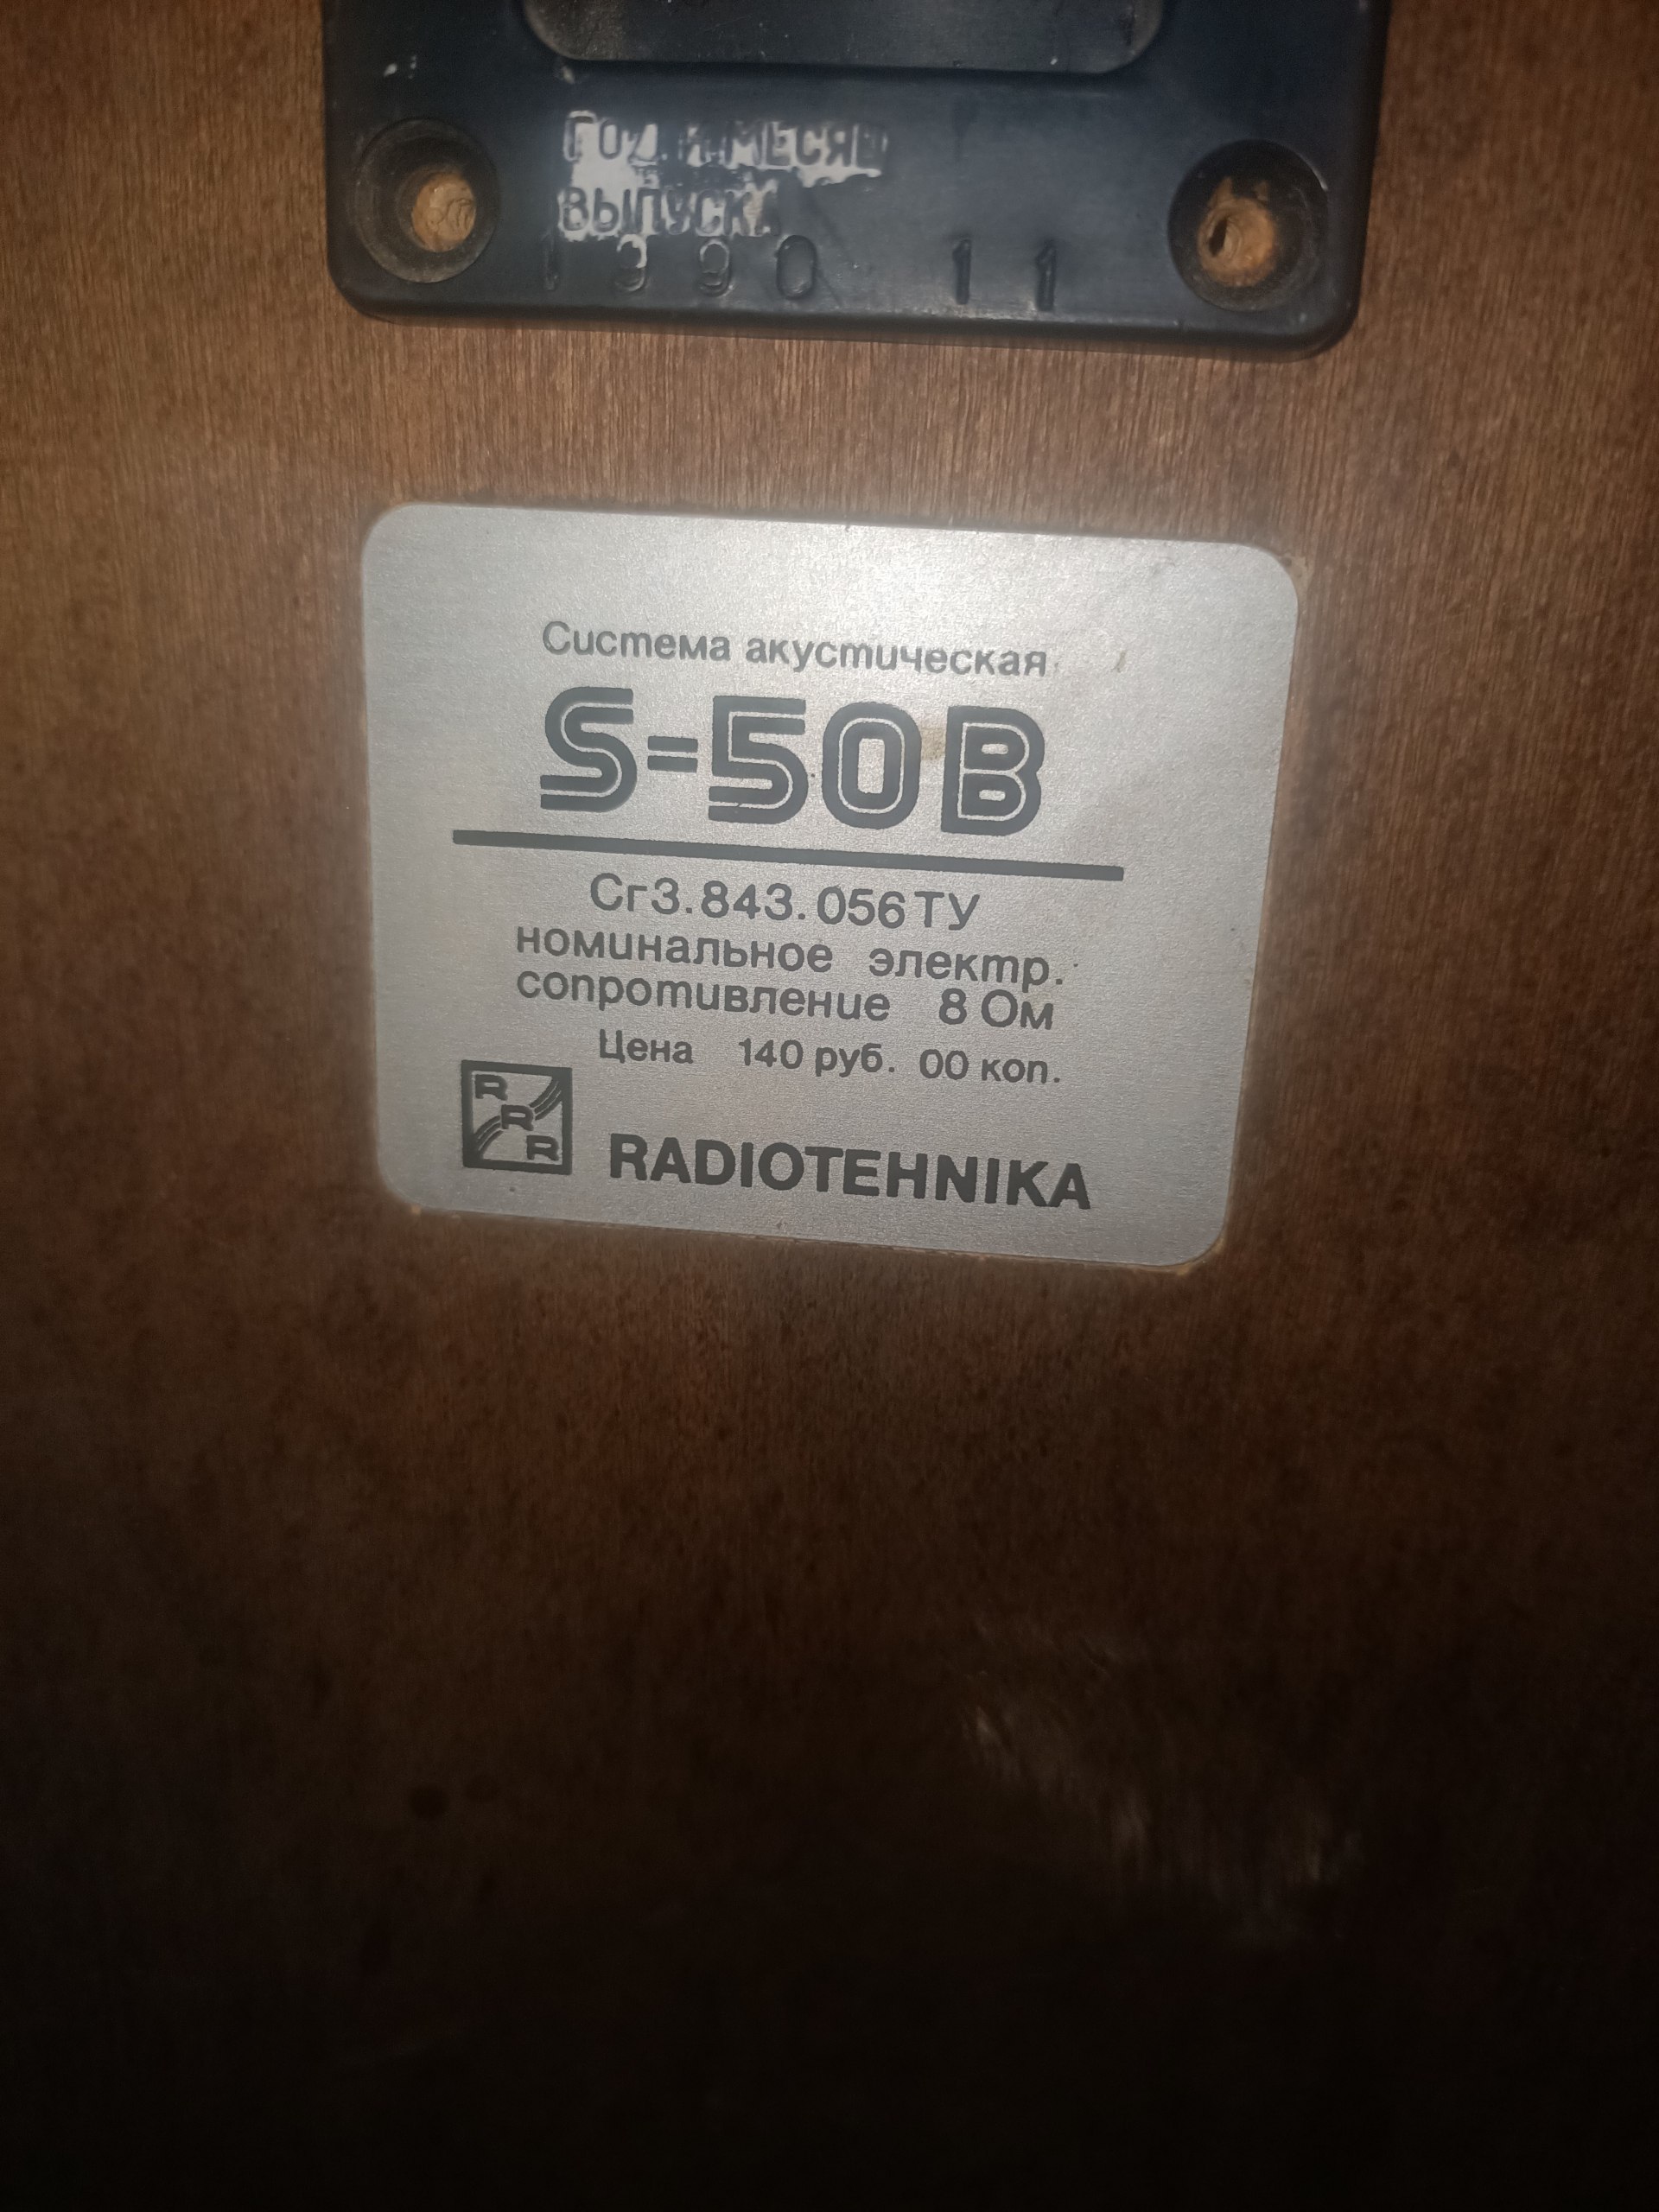 ГОД И МЕСЯЦ
ВЫПУСКА
1990 11
Система акустическая
S-50B
Сг3.843.056ТУ
номинальное электр.
сопротивление 8 Ом
Цена 140 руб. 00 коп.
RRR
RADIOTEHNIKA